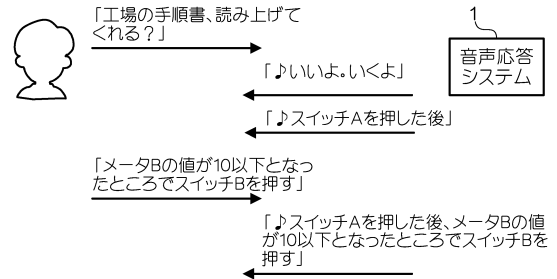 「工場の手順書、読み上げて
くれる?」
1
音声応答
システム
「♪いいよ。いくよ」
「♪スイッチAを押した後」
「メータBの値が10以下となっ
たところでスイッチBを押す」
「♪スイッチAを押した後、メータBの値
が10以下となったところでスイッチBを
押す」